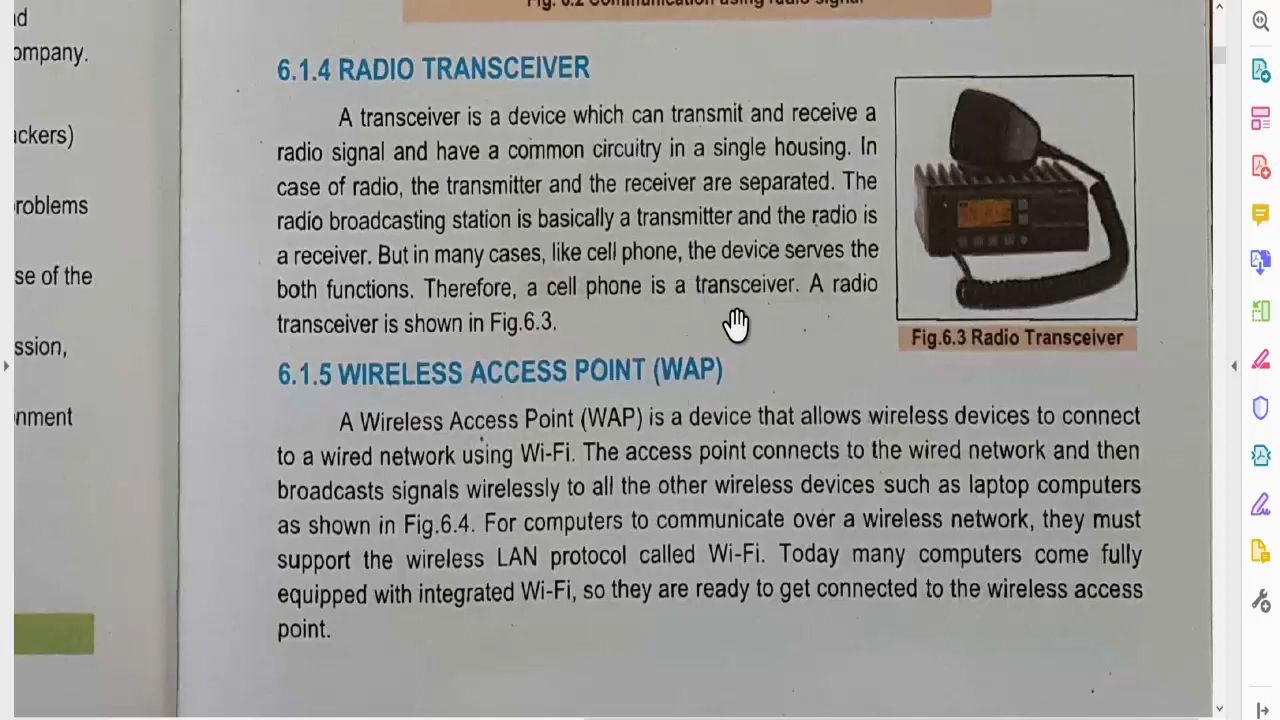 Fig. 6.2 Communication using radio signal
nd
ompany.
ackers)
roblems
se of the
ssion,
nment
6.1.4 RADIO TRANSCEIVER
A transceiver is a device which can transmit and receive a
radio signal and have a common circuitry in a single housing. In
case of radio, the transmitter and the receiver are separated. The
radio broadcasting station is basically a transmitter and the radio is
a receiver. But in many cases, like cell phone, the device serves the
both functions. Therefore, a cell phone is a transceiver. A radio
transceiver is shown in Fig.6.3.
Fig.6.3 Radio Transceiver
6.1.5 WIRELESS ACCESS POINT (WAP)
A Wireless Access Point (WAP) is a device that allows wireless devices to connect
to a wired network using Wi-Fi. The access point connects to the wired network and then
broadcasts signals wirelessly to all the other wireless devices such as laptop computers
as shown in Fig.6.4. For computers to communicate over a wireless network, they must
support the wireless LAN protocol called Wi-Fi. Today many computers come fully
equipped with integrated Wi-Fi, so they are ready to get connected to the wireless access
point.